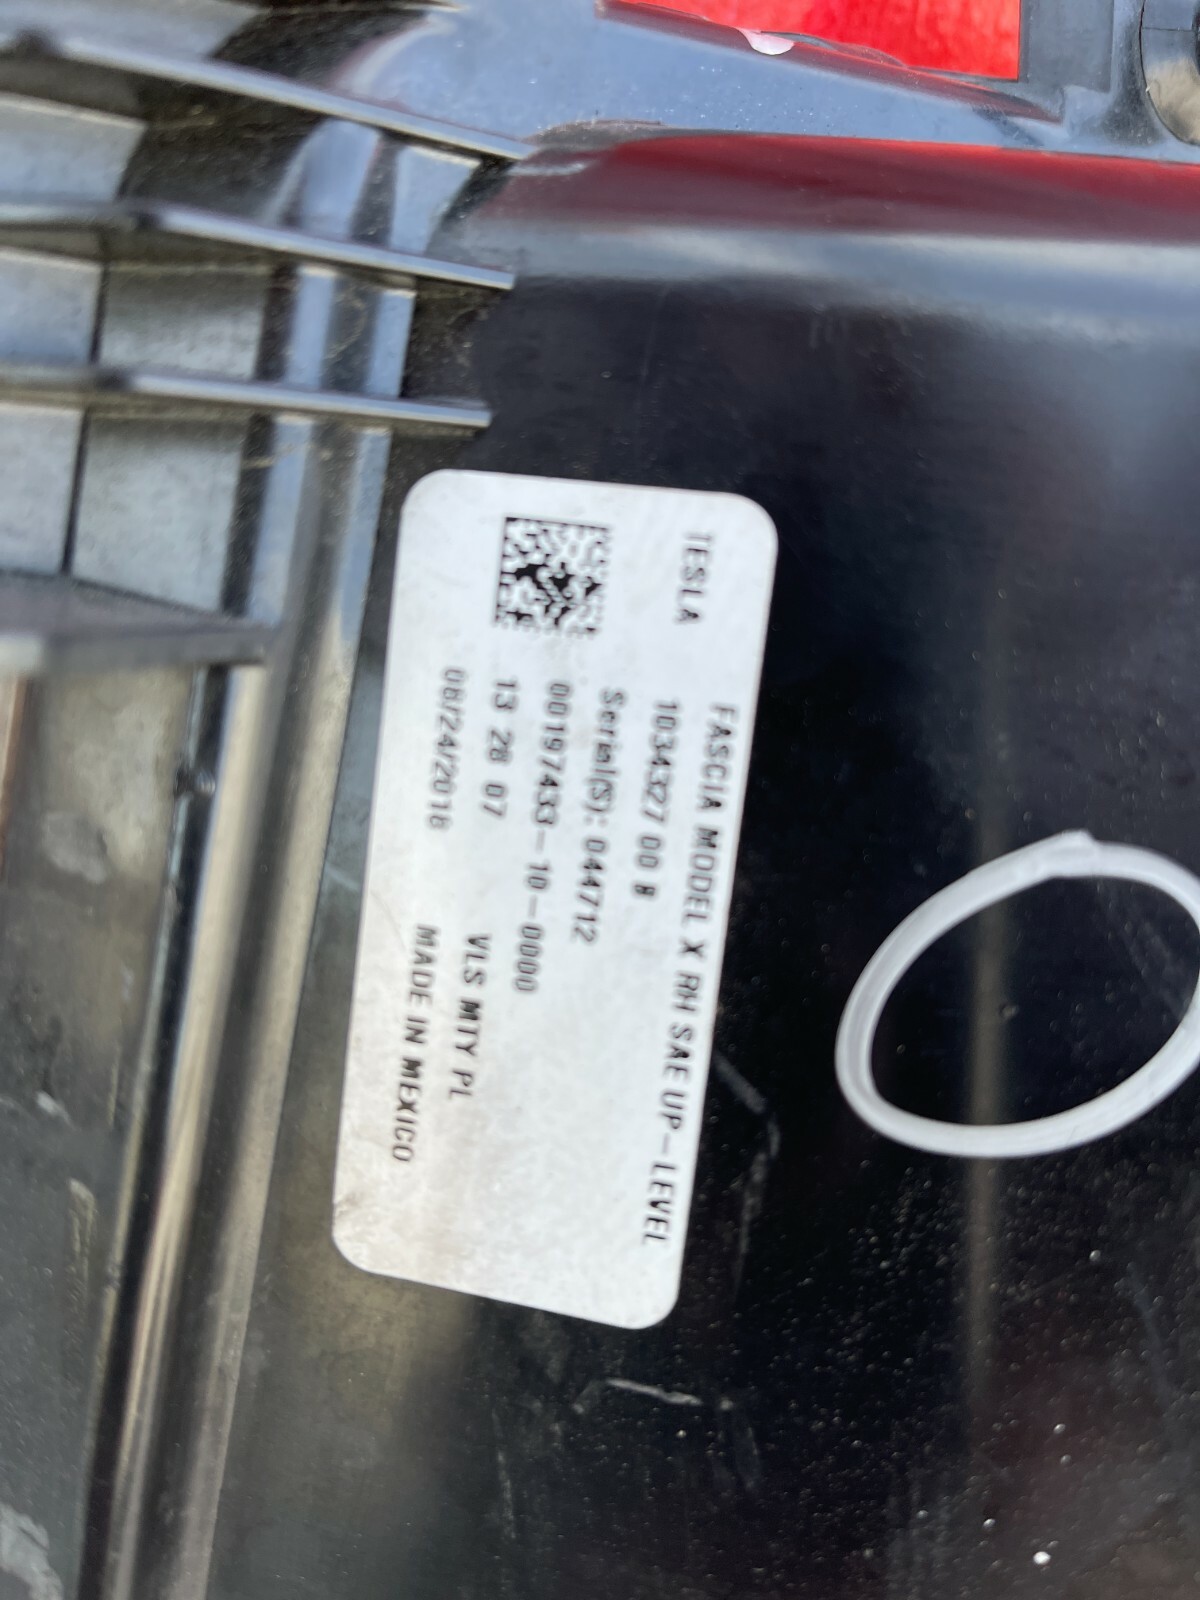 TESLA
FASCIA MODEL X RH SAE UP-LEVEL
1034327 00 B
Serial(S): 044712
00197433-10-0000
13 28 07
VLS MTY PL
08/24/2018
MADE IN MEXICO